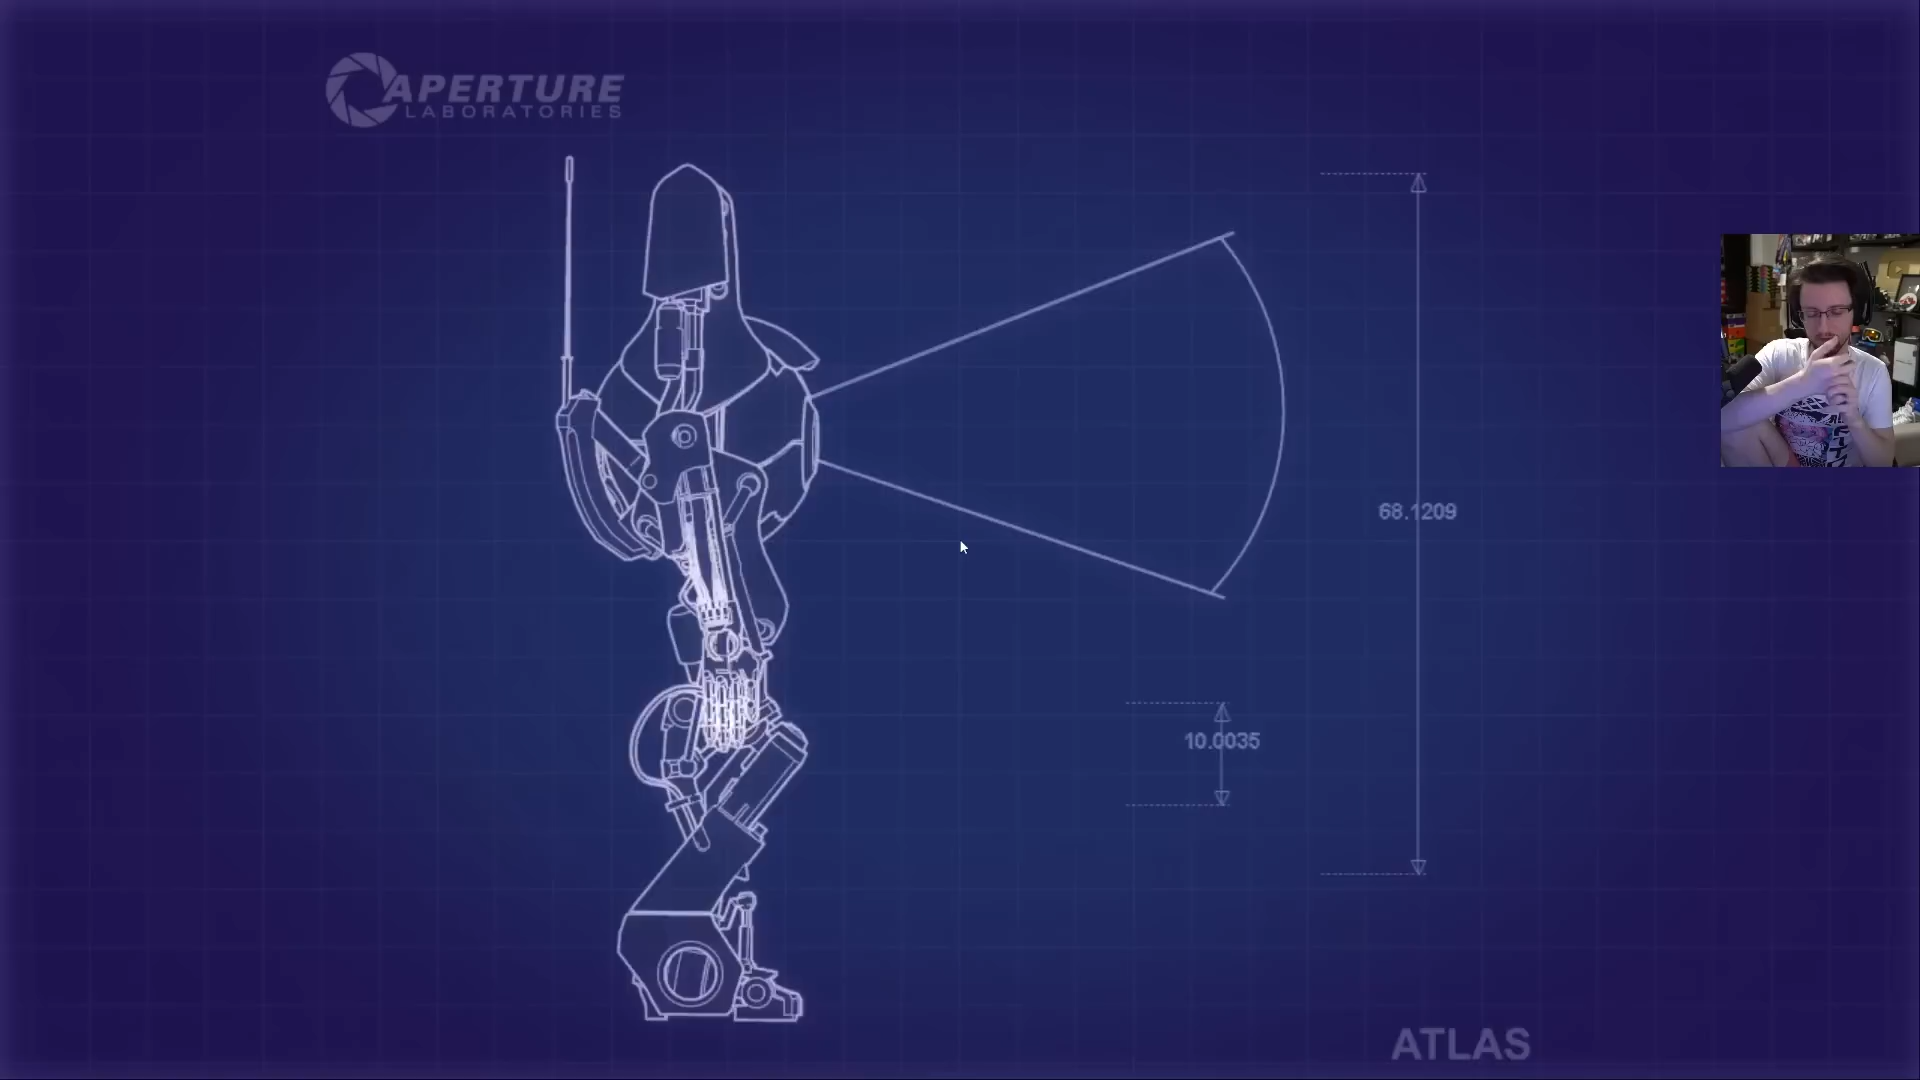 APERTURE
LABORATORIES
68.1209
10.0035
ATLAS